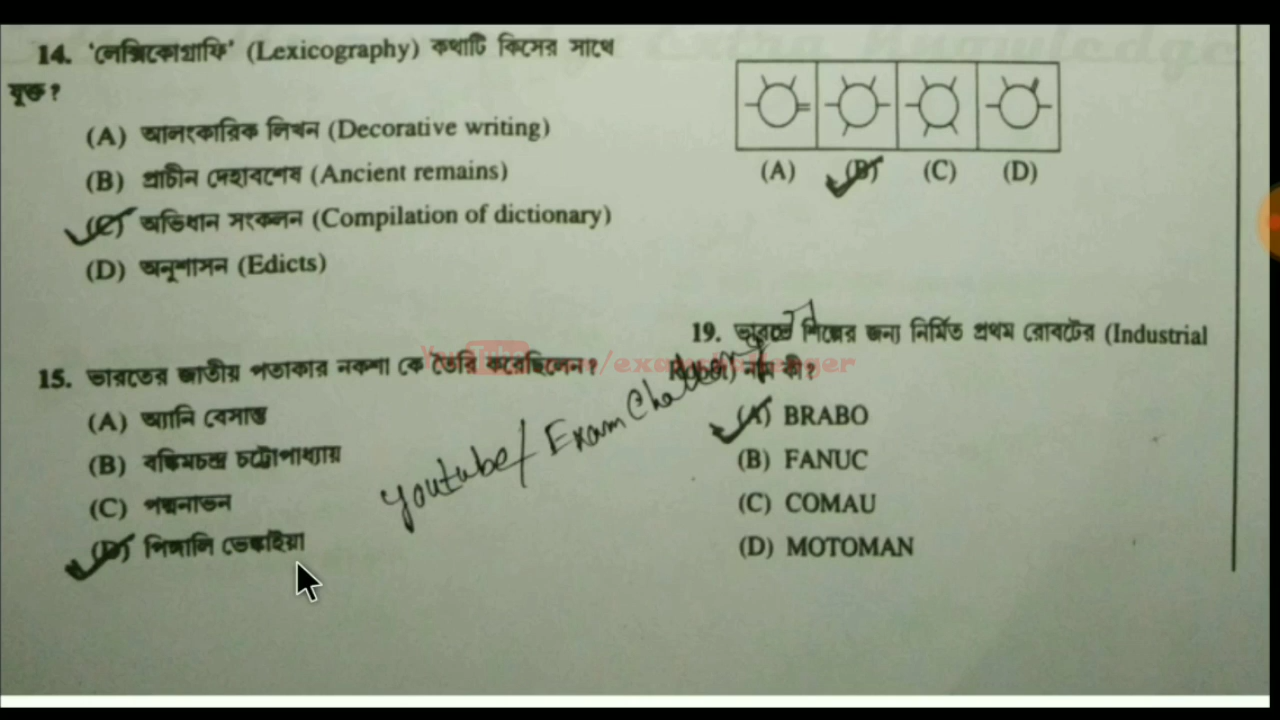 14. 'লেক্সিকোগ্রাফি' (Lexicography) কথাটি কিসের সাথে
যুক্ত?
(A) আলংকারিক লিখন (Decorative writing)
(B) প্রাচীন দেহাবশেষ (Ancient remains)
(C) অভিধান সংকলন (Compilation of dictionary)
(D) অনুশাসন (Edicts)
15. ভারতের জাতীয় পতাকার নকশা কে তৈরি করেছিলেন?
(A) অ্যানি বেসান্ত
(B) বঙ্কিমচন্দ্র চট্টোপাধ্যায়
(C) পদ্মনাভন
(D) পিঙ্গালি ভেঙ্কাইয়া
youtube/ Exam Challenger
(A) (B) (C) (D)
19. ভারতে শিল্পের জন্য নির্মিত প্রথম রোবটের (Industrial
Robot) নাম কী?
(A) BRABO
(B) FANUC
(C) COMAU
(D) MOTOMAN